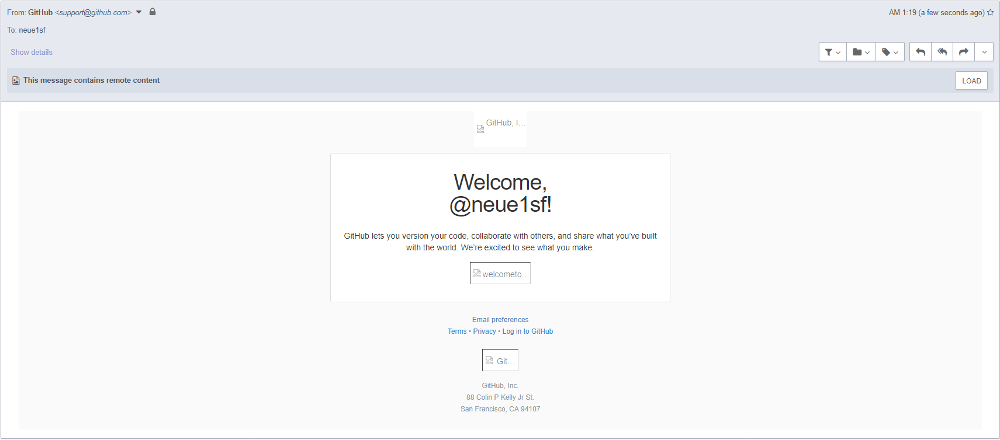 From: GitHub <support@github.com>
AM 1:19 (a few seconds ago)
To: neue1sf
Show details
This message contains remote content
LOAD
GitHub, I...
Welcome,
@neue1sf!
GitHub lets you version your code, collaborate with others, and share what you’ve built
with the world. We’re excited to see what you make.
welcometo...
Email preferences
Terms • Privacy • Log in to GitHub
Git...
GitHub, Inc.
88 Colin P Kelly Jr St.
San Francisco, CA 94107